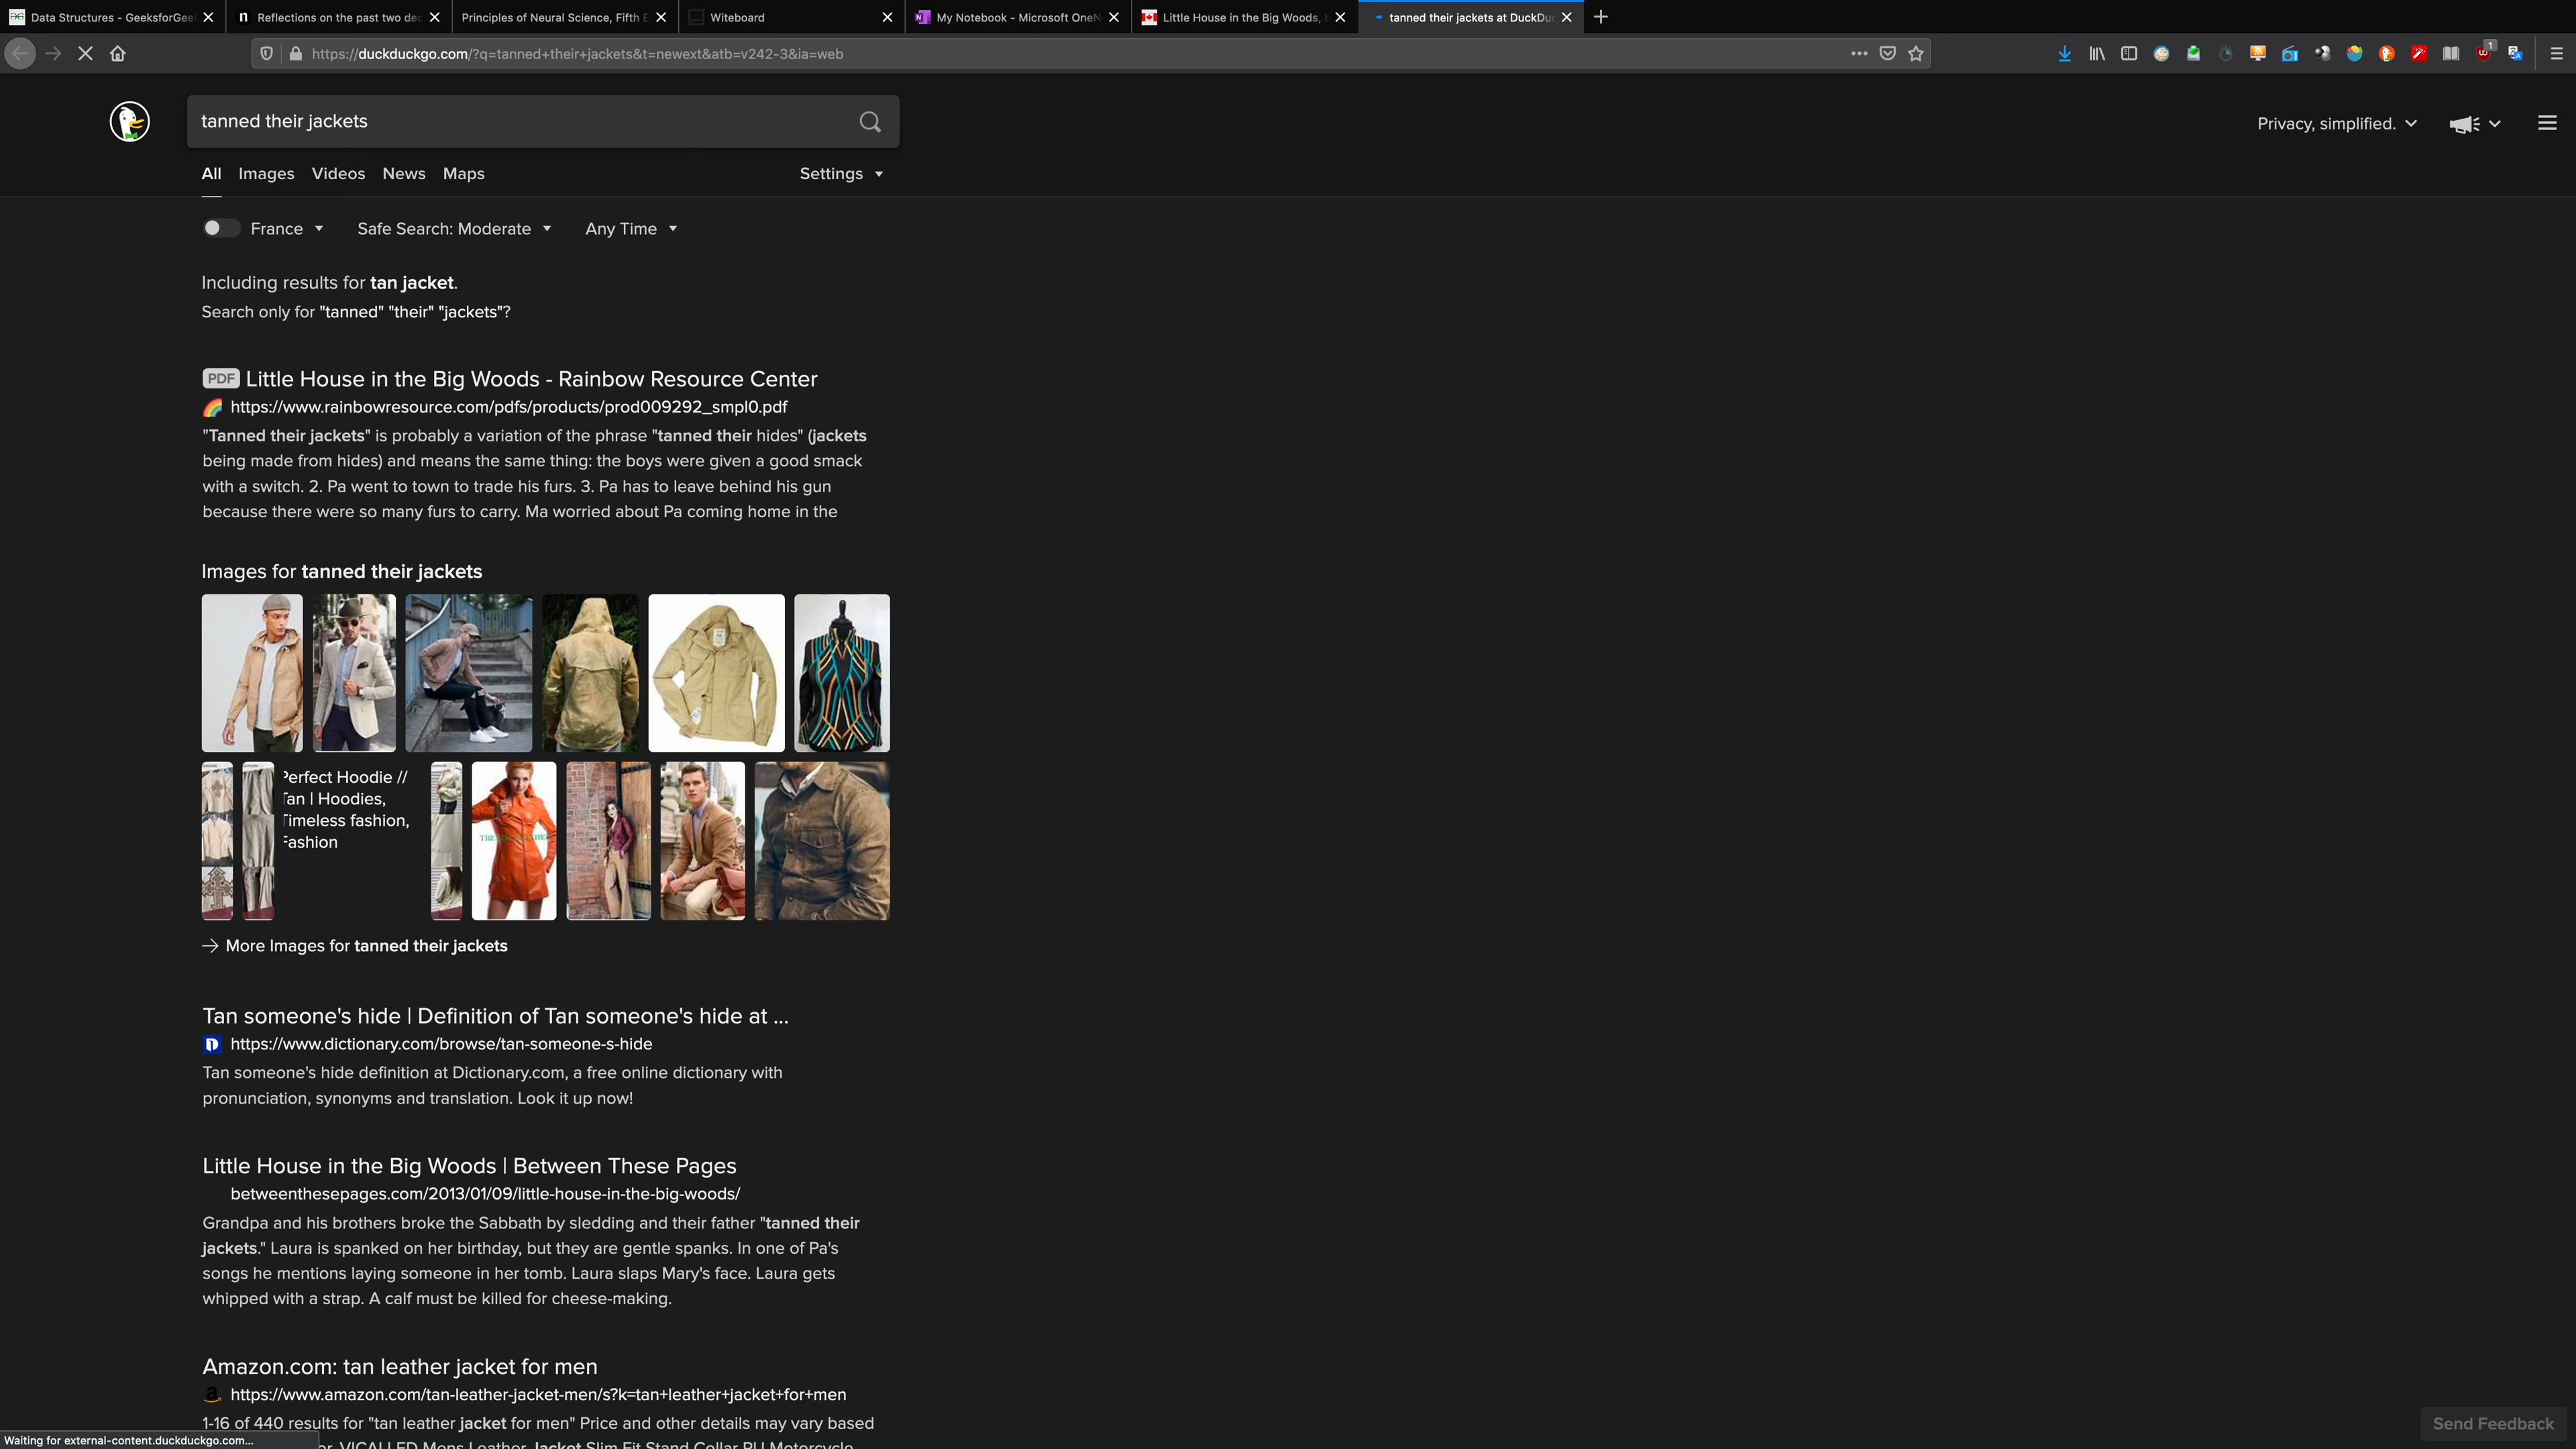 Data Structures - GeeksforGee
Reflections on the past two dec
Principles of Neural Science, Fifth E
Witeboard
My Notebook - Microsoft OneN
Little House in the Big Woods, b
tanned their jackets at DuckDu
https://duckduckgo.com/?q=tanned+their+jackets&t=newext&atb=v242-3&ia=web
1
tanned their jackets
Privacy, simplified.
All Images Videos News Maps Settings
France Safe Search: Moderate Any Time
Including results for tan jacket.
Search only for "tanned" "their" "jackets"?
PDF Little House in the Big Woods - Rainbow Resource Center
https://www.rainbowresource.com/pdfs/products/prod009292_smpl0.pdf
"Tanned their jackets" is probably a variation of the phrase "tanned their hides" (jackets
being made from hides) and means the same thing: the boys were given a good smack
with a switch. 2. Pa went to town to trade his furs. 3. Pa has to leave behind his gun
because there were so many furs to carry. Ma worried about Pa coming home in the
Images for tanned their jackets
Perfect Hoodie //
Tan | Hoodies,
Timeless fashion,
Fashion
More Images for tanned their jackets
Tan someone's hide | Definition of Tan someone's hide at ...
https://www.dictionary.com/browse/tan-someone-s-hide
Tan someone's hide definition at Dictionary.com, a free online dictionary with
pronunciation, synonyms and translation. Look it up now!
Little House in the Big Woods | Between These Pages
betweenthesepages.com/2013/01/09/little-house-in-the-big-woods/
Grandpa and his brothers broke the Sabbath by sledding and their father "tanned their
jackets." Laura is spanked on her birthday, but they are gentle spanks. In one of Pa's
songs he mentions laying someone in her tomb. Laura slaps Mary's face. Laura gets
whipped with a strap. A calf must be killed for cheese-making.
Amazon.com: tan leather jacket for men
https://www.amazon.com/tan-leather-jacket-men/s?k=tan+leather+jacket+for+men
1-16 of 440 results for "tan leather jacket for men" Price and other details may vary based
Send Feedback
Waiting for external-content.duckduckgo.com...